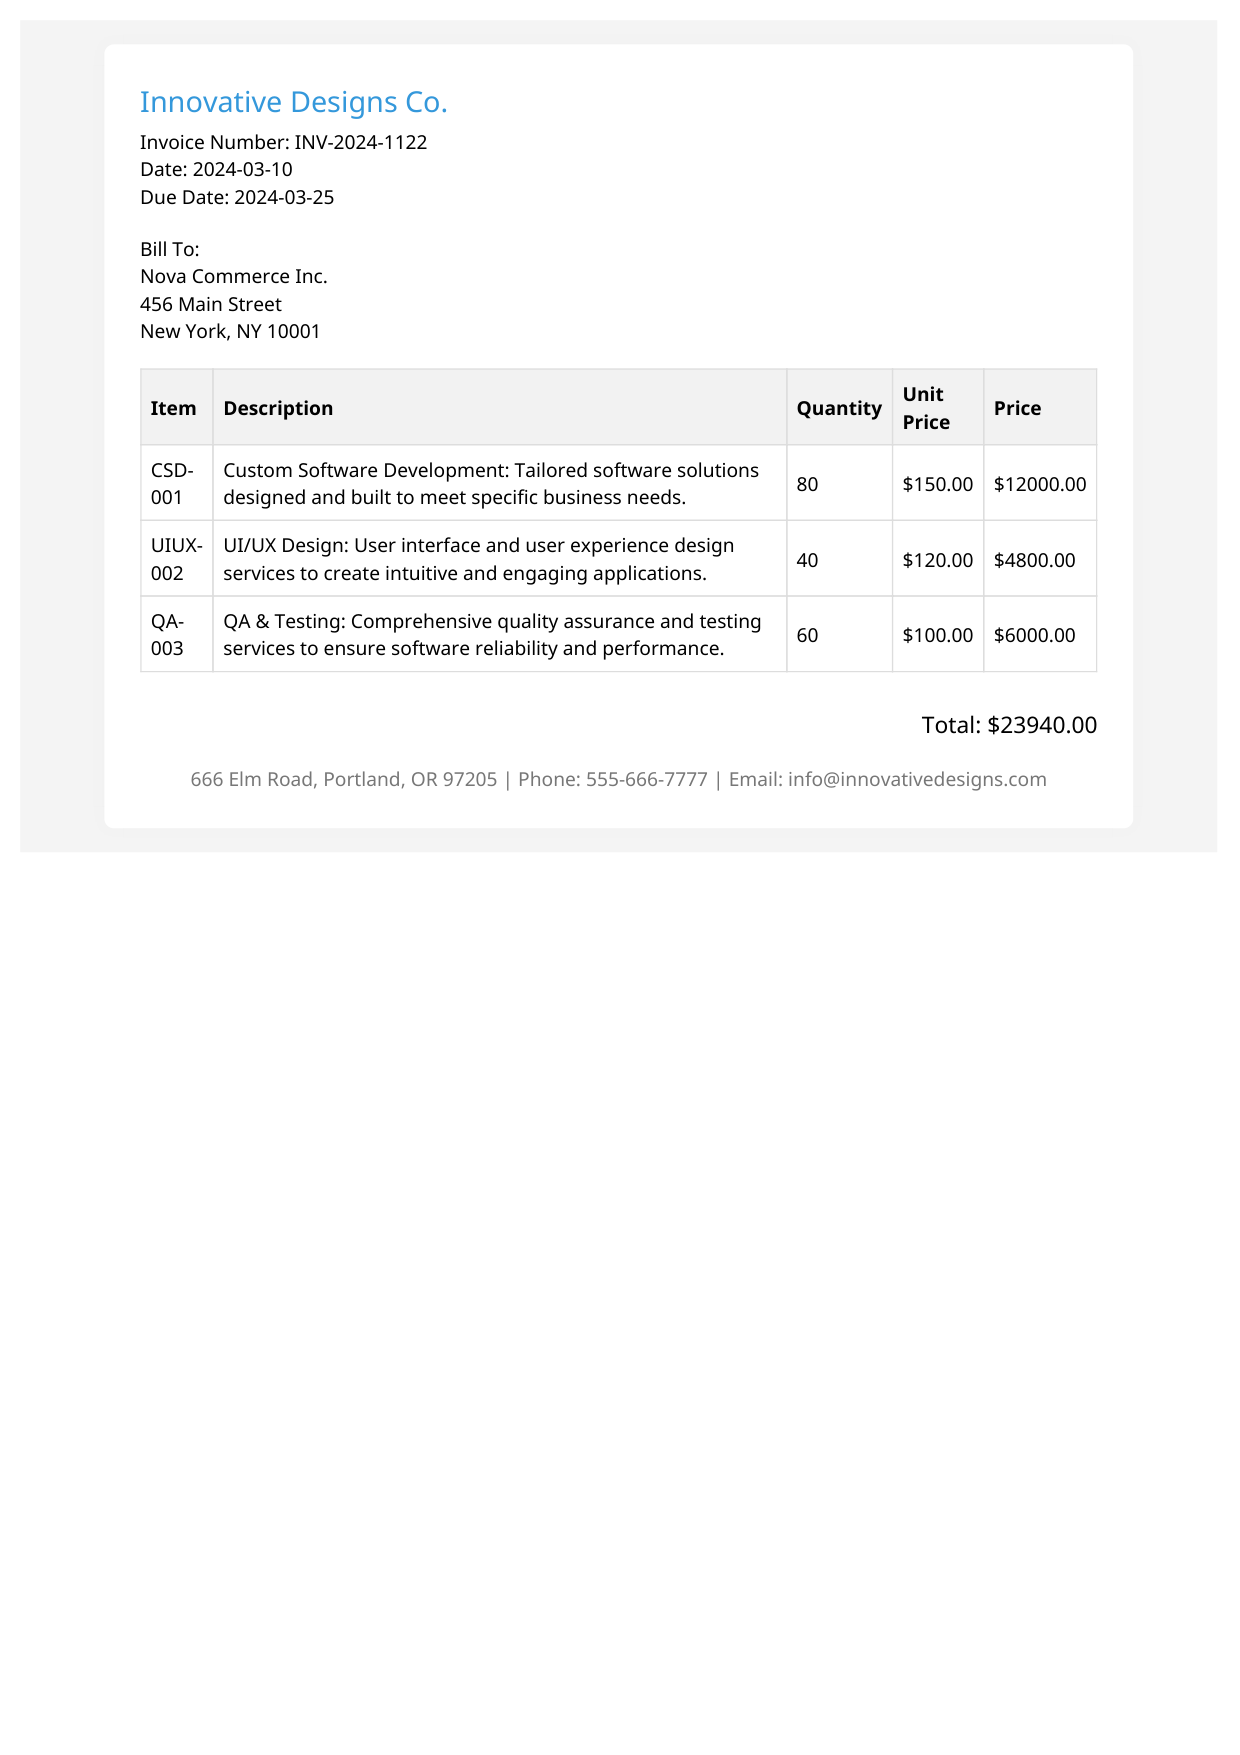 Innovative Designs Co.
Invoice Number: INV-2024-1122
Date: 2024-03-10
Due Date: 2024-03-25
Bill To:
Nova Commerce Inc.
456 Main Street
New York, NY 10001
Item Description Quantity Unit Price Price
CSD-001 Custom Software Development: Tailored software solutions designed and built to meet specific business needs. 80 $150.00 $12000.00
UIUX-002 UI/UX Design: User interface and user experience design services to create intuitive and engaging applications. 40 $120.00 $4800.00
QA-003 QA & Testing: Comprehensive quality assurance and testing services to ensure software reliability and performance. 60 $100.00 $6000.00
Total: $23940.00
666 Elm Road, Portland, OR 97205 | Phone: 555-666-7777 | Email: info@innovativedesigns.com